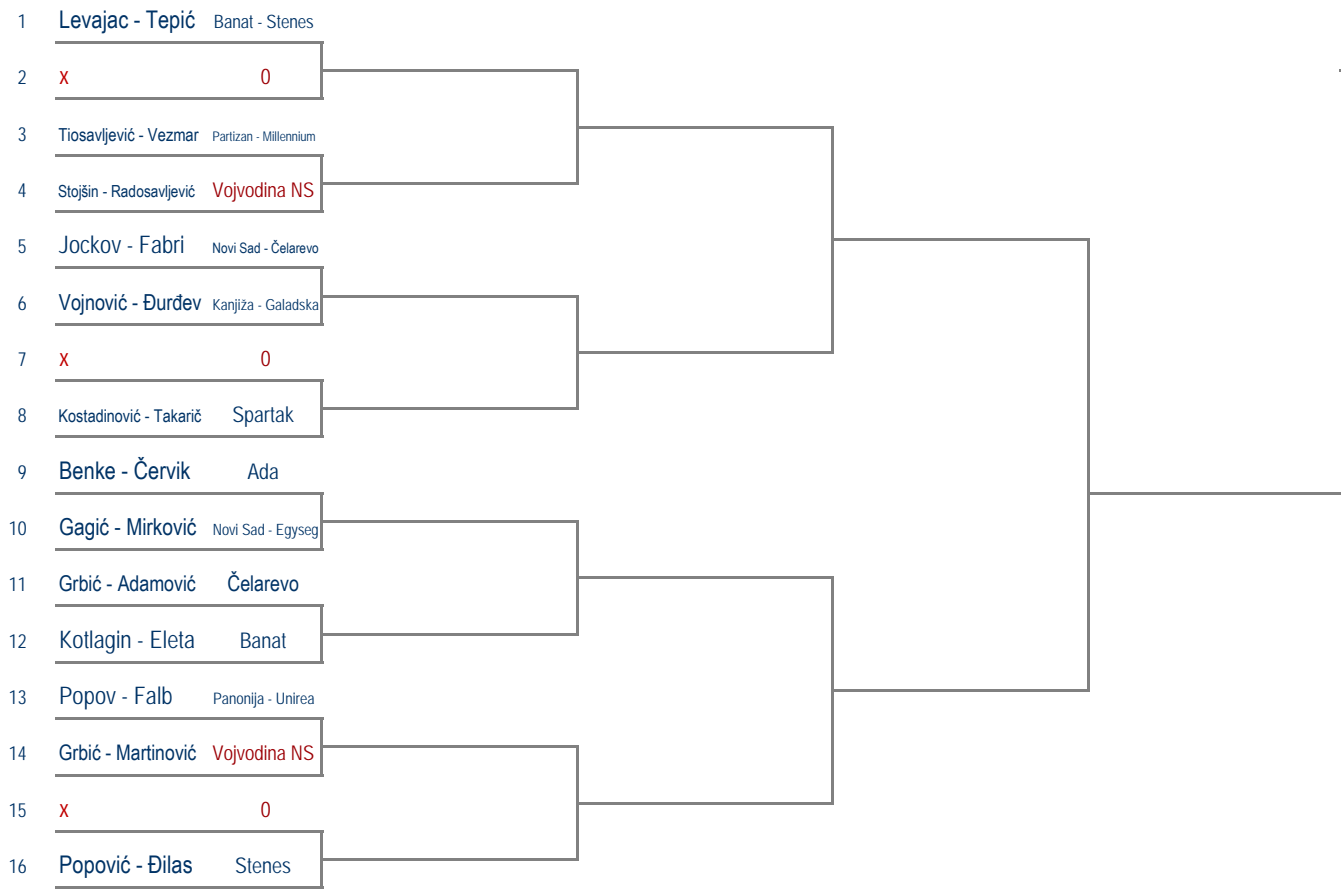 1 Levajac - Tepić Banat - Stenes
2 x 0
3 Tiosavljević - Vezmar Partizan - Millennium
4 Stojšin - Radosavljević Vojvodina NS
5 Jockov - Fabri Novi Sad - Čelarevo
6 Vojnović - Đurđev Kanjiža - Galadska
7 x 0
8 Kostadinović - Takarič Spartak
9 Benke - Červik Ada
10 Gagić - Mirković Novi Sad - Egyseg
11 Grbić - Adamović Čelarevo
12 Kotlagin - Eleta Banat
13 Popov - Falb Panonija - Unirea
14 Grbić - Martinović Vojvodina NS
15 x 0
16 Popović - Đilas Stenes